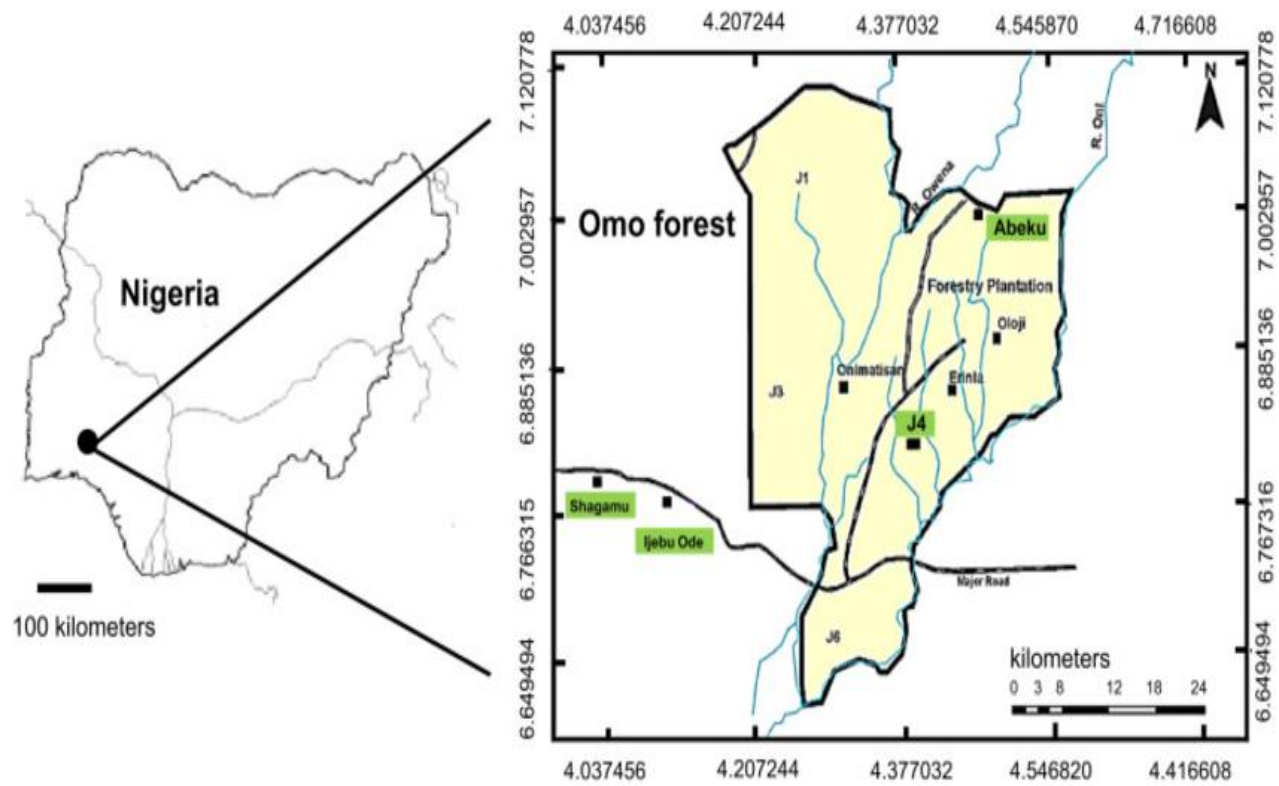 Nigeria
100 kilometers
4.037456 4.207244 4.377032 4.545870 4.716608
7.120778
7.002957
6.885136
6.766315
6.649494
7.120778
7.002957
6.885136
6.767316
6.649494
N
R. Oni
R. Owena
J1
Omo forest
Abeku
Forestry Plantation
Oloji
Onimatisan
Erinla
J3
J4
Shagamu
Ijebu Ode
Major Road
J6
kilometers
0 3 8 12 18 24
4.037456 4.207244 4.377032 4.546820 4.416608